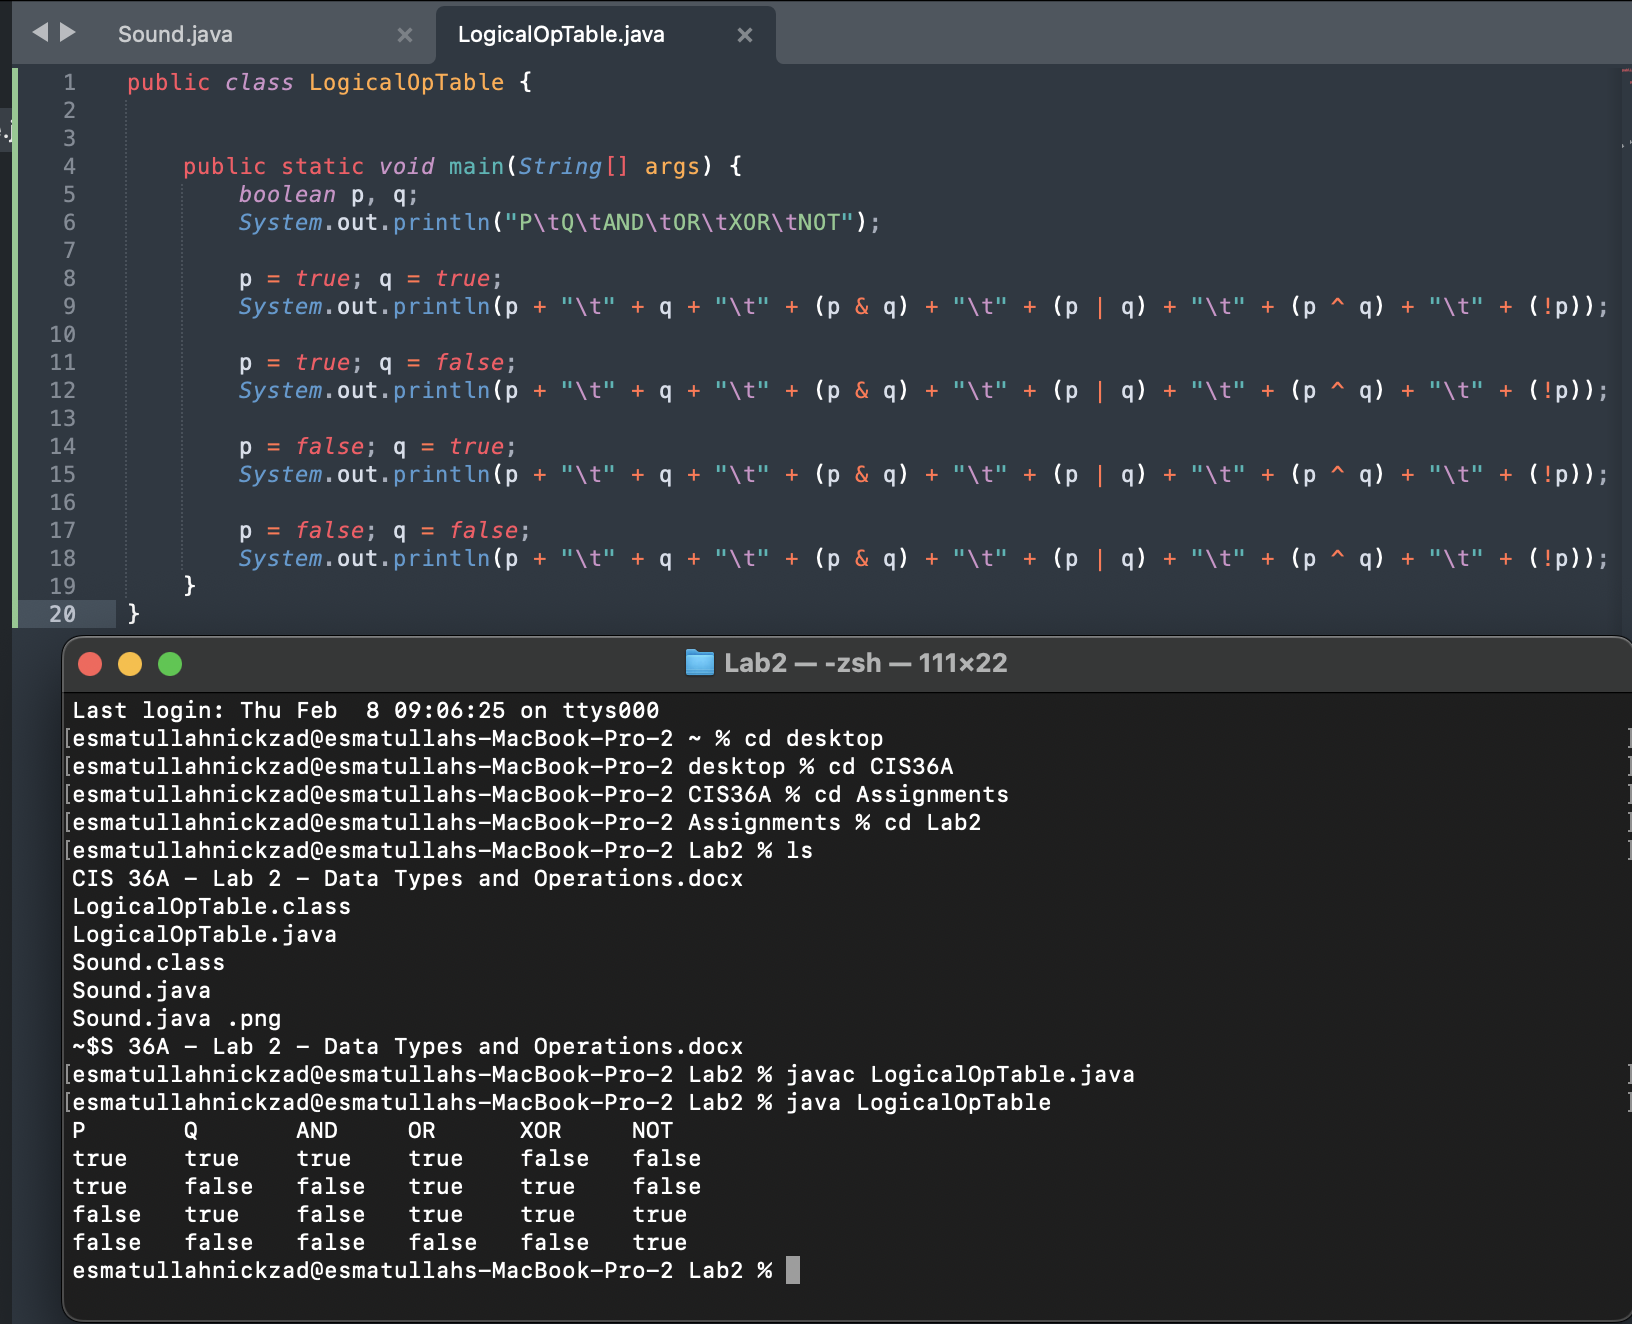 Sound.java × LogicalOpTable.java ×
1 public class LogicalOpTable {
2
3
4 public static void main(String[] args) {
5 boolean p, q;
6 System.out.println("P\tQ\tAND\tOR\tXOR\tNOT");
7
8 p = true; q = true;
9 System.out.println(p + "\t" + q + "\t" + (p & q) + "\t" + (p | q) + "\t" + (p ^ q) + "\t" + (!p));
10
11 p = true; q = false;
12 System.out.println(p + "\t" + q + "\t" + (p & q) + "\t" + (p | q) + "\t" + (p ^ q) + "\t" + (!p));
13
14 p = false; q = true;
15 System.out.println(p + "\t" + q + "\t" + (p & q) + "\t" + (p | q) + "\t" + (p ^ q) + "\t" + (!p));
16
17 p = false; q = false;
18 System.out.println(p + "\t" + q + "\t" + (p & q) + "\t" + (p | q) + "\t" + (p ^ q) + "\t" + (!p));
19 }
20 }
Lab2 — -zsh — 111×22
Last login: Thu Feb  8 09:06:25 on ttys000
[esmatullahnickzad@esmatullahs-MacBook-Pro-2 ~ % cd desktop ]
[esmatullahnickzad@esmatullahs-MacBook-Pro-2 desktop % cd CIS36A ]
[esmatullahnickzad@esmatullahs-MacBook-Pro-2 CIS36A % cd Assignments ]
[esmatullahnickzad@esmatullahs-MacBook-Pro-2 Assignments % cd Lab2 ]
[esmatullahnickzad@esmatullahs-MacBook-Pro-2 Lab2 % ls ]
CIS 36A - Lab 2 - Data Types and Operations.docx
LogicalOpTable.class
LogicalOpTable.java
Sound.class
Sound.java
Sound.java .png
~$S 36A - Lab 2 - Data Types and Operations.docx
[esmatullahnickzad@esmatullahs-MacBook-Pro-2 Lab2 % javac LogicalOpTable.java ]
[esmatullahnickzad@esmatullahs-MacBook-Pro-2 Lab2 % java LogicalOpTable ]
P Q AND OR XOR NOT
true true true true false false
true false false true true false
false true false true true true
false false false false false true
esmatullahnickzad@esmatullahs-MacBook-Pro-2 Lab2 %